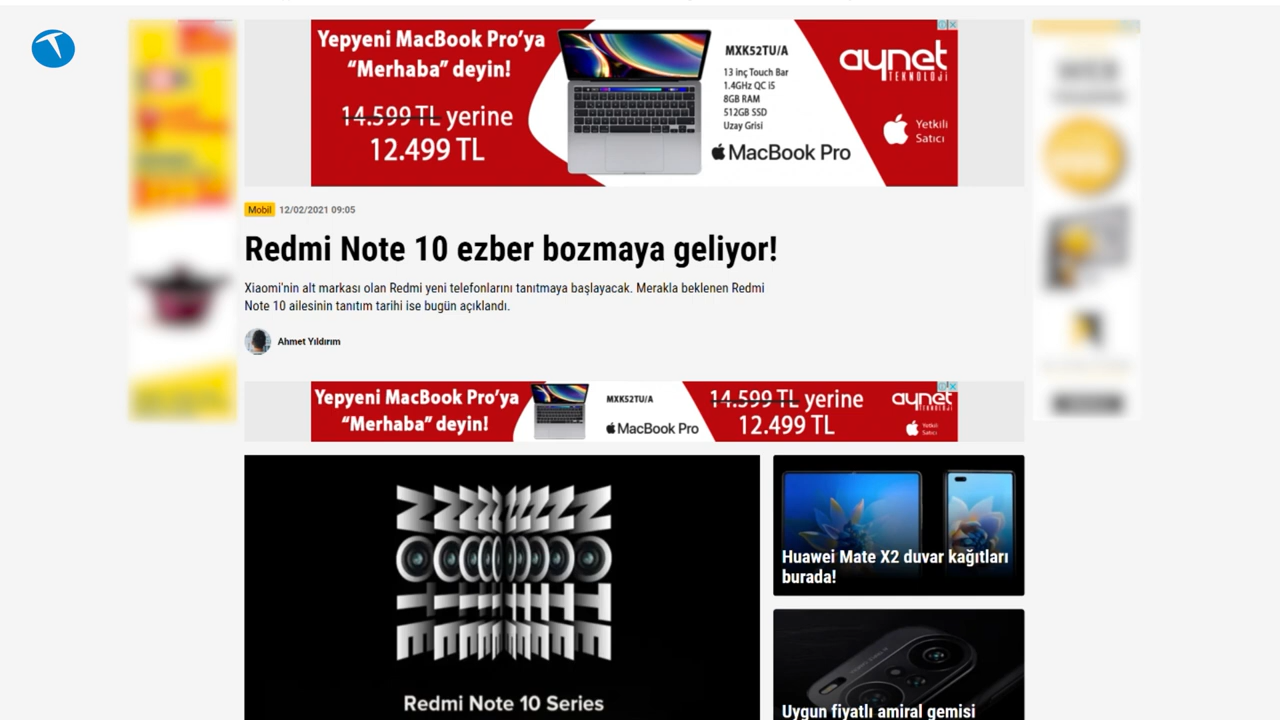 Yepyeni MacBook Pro'ya
"Merhaba" deyin!
14.599 TL yerine
12.499 TL
MXK52TU/A
13 inç Touch Bar
1.4GHz QC i5
8GB RAM
512GB SSD
Uzay Grisi
MacBook Pro
aynet
TEKNOLOJi
Yetkili
Satıcı
Mobil 12/02/2021 09:05
Redmi Note 10 ezber bozmaya geliyor!
Xiaomi'nin alt markası olan Redmi yeni telefonlarını tanıtmaya başlayacak. Merakla beklenen Redmi
Note 10 ailesinin tanıtım tarihi ise bugün açıklandı.
Ahmet Yıldırım
Yepyeni MacBook Pro'ya
"Merhaba" deyin!
MXK52TU/A
MacBook Pro
14.599 TL yerine
12.499 TL
aynet
TEKNOLOJi
Yetkili
Satıcı
NOTE
Redmi Note 10 Series
Huawei Mate X2 duvar kağıtları
burada!
Uygun fiyatlı amiral gemisi